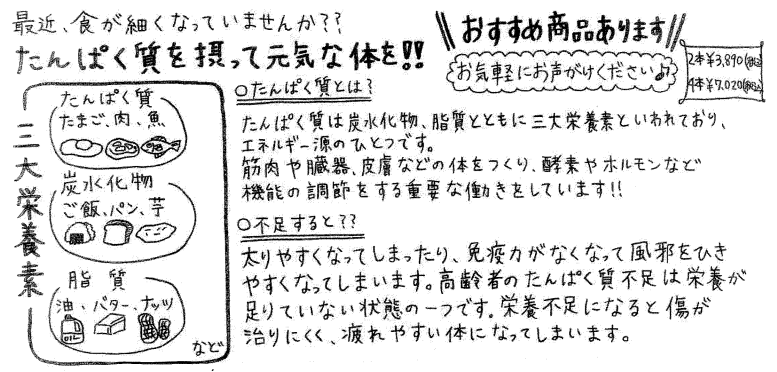 最近、食が細くなっていませんか??
たんぱく質を摂って元気な体を!!
おすすめ商品あります
お気軽にお声がけください♪
2本¥3,890(税込)
4本¥7,020(税込)
三大栄養素
たんぱく質
たまご、肉、魚
炭水化物
ご飯、パン、芋
脂質
油、バター、ナッツ
OIL
など
○たんぱく質とは?
たんぱく質は炭水化物、脂質とともに三大栄養素といわれており、
エネルギー源のひとつです。
筋肉や臓器、皮膚などの体をつくり、酵素やホルモンなど
機能の調節をする重要な働きをしています!!
○不足すると??
太りやすくなってしまったり、免疫力がなくなって風邪をひき
やすくなってしまいます。高齢者のたんぱく質不足は栄養が
足りていない状態の一つです。栄養不足になると傷が
治りにくく、疲れやすい体になってしまいます。